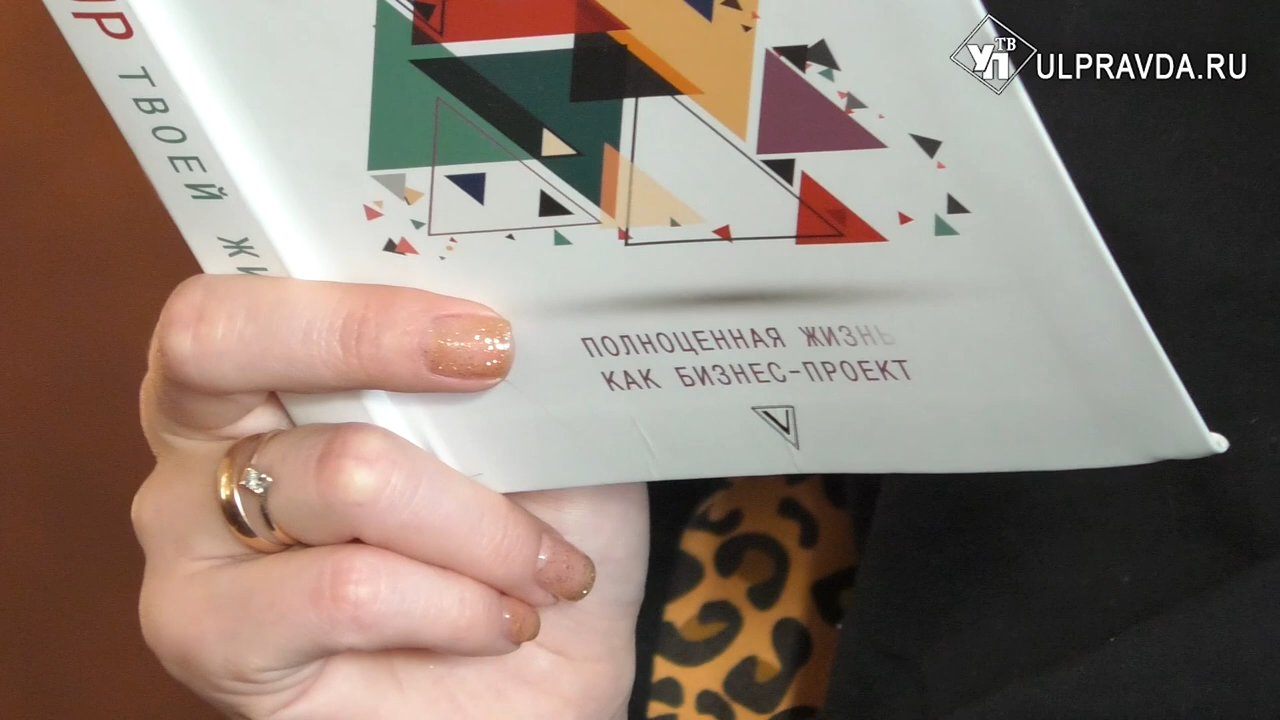 УП ТВ
ULPRAVDA.RU
ТВОЕЙ
ПОЛНОЦЕННАЯ ЖИЗНЬ
КАК БИЗНЕС-ПРОЕКТ